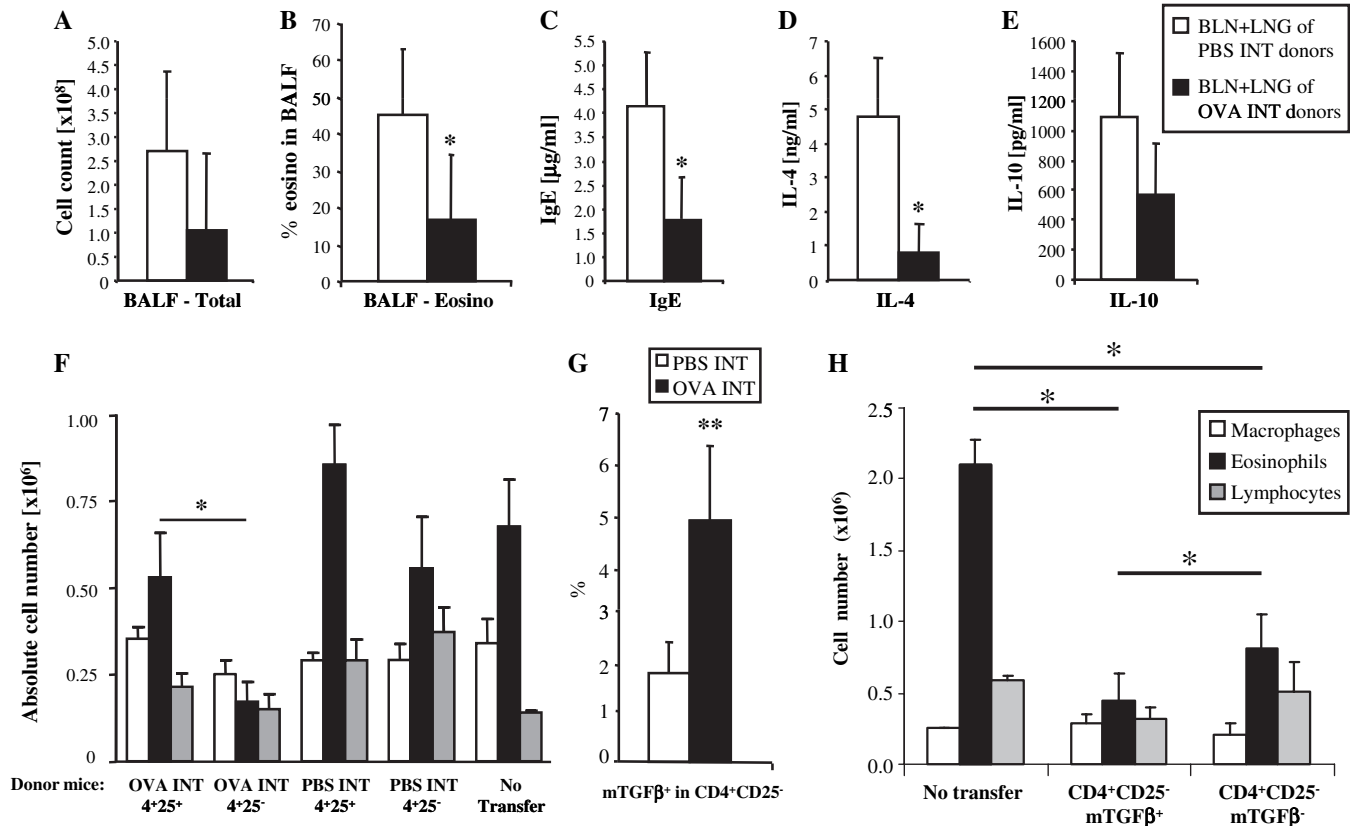 A
Cell count [x10⁸]
5.0
4.5
4.0
3.5
3.0
2.5
2.0
1.5
1.0
0.5
0
BALF - Total
B
% eosino in BALF
70
60
50
40
30
20
10
0
*
BALF - Eosino
C
IgE [µg/ml]
5.5
5.0
4.5
4.0
3.5
3.0
2.5
2.0
1.5
1.0
0.5
0
*
IgE
D
IL-4 [ng/ml]
7
6
5
4
3
2
1
0
*
IL-4
E
IL-10 [pg/ml]
1600
1400
1200
1000
800
600
400
200
0
IL-10
BLN+LNG of
PBS INT donors
BLN+LNG of
OVA INT donors
F
Absolute cell number [x10⁶]
1.00
0.75
0.50
0.25
0
*
Donor mice:
OVA INT
4⁺25⁺
OVA INT
4⁺25⁻
PBS INT
4⁺25⁺
PBS INT
4⁺25⁻
No
Transfer
G
PBS INT
OVA INT
%
7
6
5
4
3
2
1
0
**
mTGFβ⁺ in CD4⁺CD25⁻
H
*
*
*
Macrophages
Eosinophils
Lymphocytes
Cell number (x10⁶)
2.5
2.0
1.5
1.0
0.5
0.0
No transfer
CD4⁺CD25⁻
mTGFβ⁺
CD4⁺CD25⁻
mTGFβ⁻